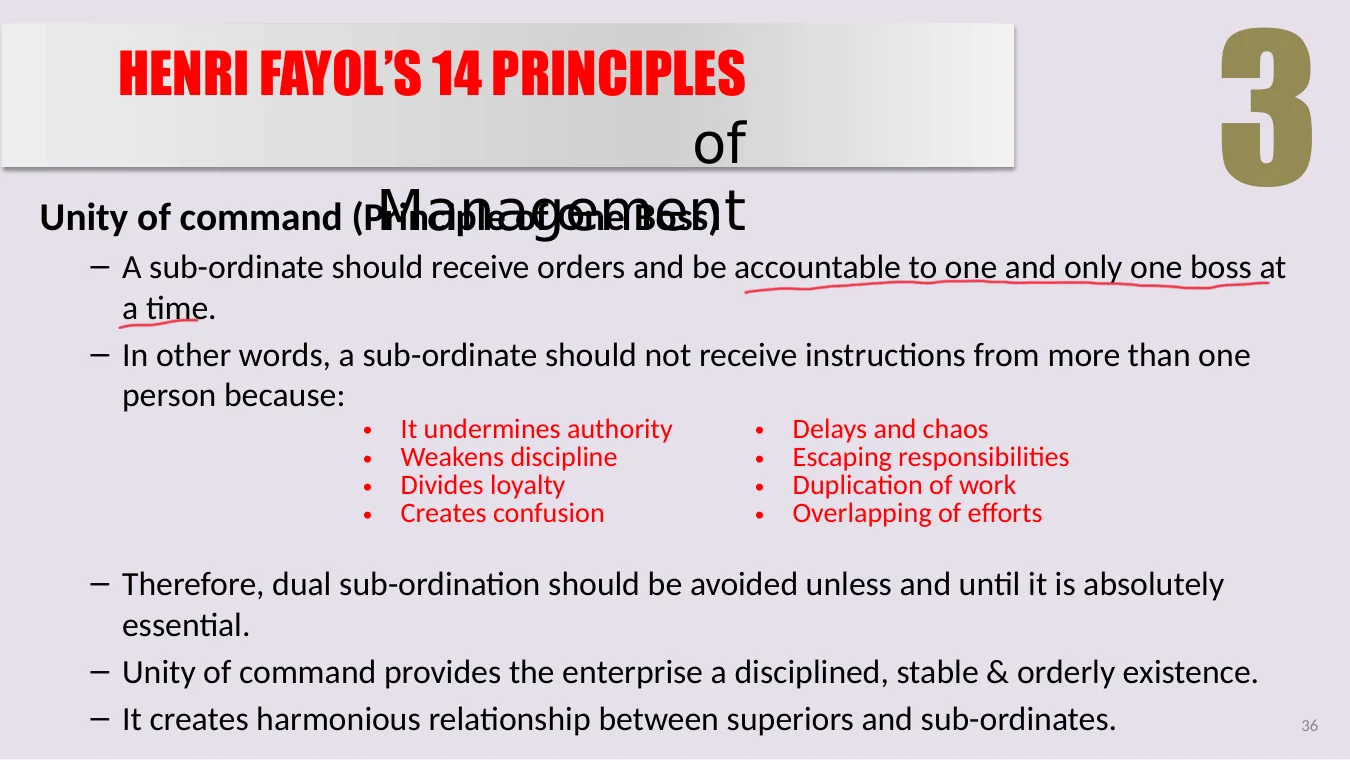 HENRI FAYOL’S 14 PRINCIPLES
of
Management
3
Unity of command (Principle of One Boss)
– A sub-ordinate should receive orders and be accountable to one and only one boss at
a time.
– In other words, a sub-ordinate should not receive instructions from more than one
person because:
• It undermines authority
• Weakens discipline
• Divides loyalty
• Creates confusion
• Delays and chaos
• Escaping responsibilities
• Duplication of work
• Overlapping of efforts
– Therefore, dual sub-ordination should be avoided unless and until it is absolutely
essential.
– Unity of command provides the enterprise a disciplined, stable & orderly existence.
– It creates harmonious relationship between superiors and sub-ordinates.
36